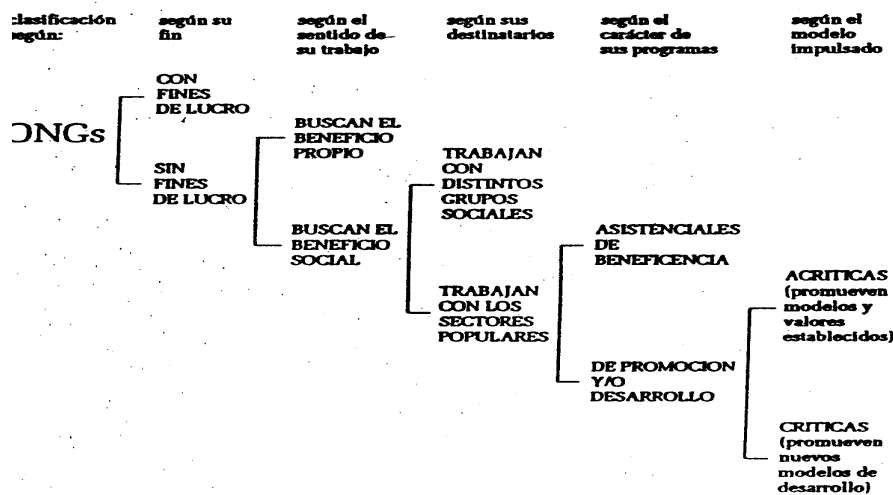 clasificación
según:
según su
fin
según el
sentido de
su trabajo
según sus
destinatarios
según el
carácter de
sus programas
según el
modelo
impulsado
ONGs
CON
FINES
DE LUCRO
SIN
FINES
DE LUCRO
BUSCAN EL
BENEFICIO
PROPIO
BUSCAN EL
BENEFICIO
SOCIAL
TRABAJAN
CON
DISTINTOS
GRUPOS
SOCIALES
TRABAJAN
CON LOS
SECTORES
POPULARES
ASISTENCIALES
DE
BENEFICENCIA
DE PROMOCION
Y/O
DESARROLLO
ACRITICAS
(promueven
modelos y
valores
establecidos)
CRITICAS
(promueven
nuevos
modelos de
desarrollo)